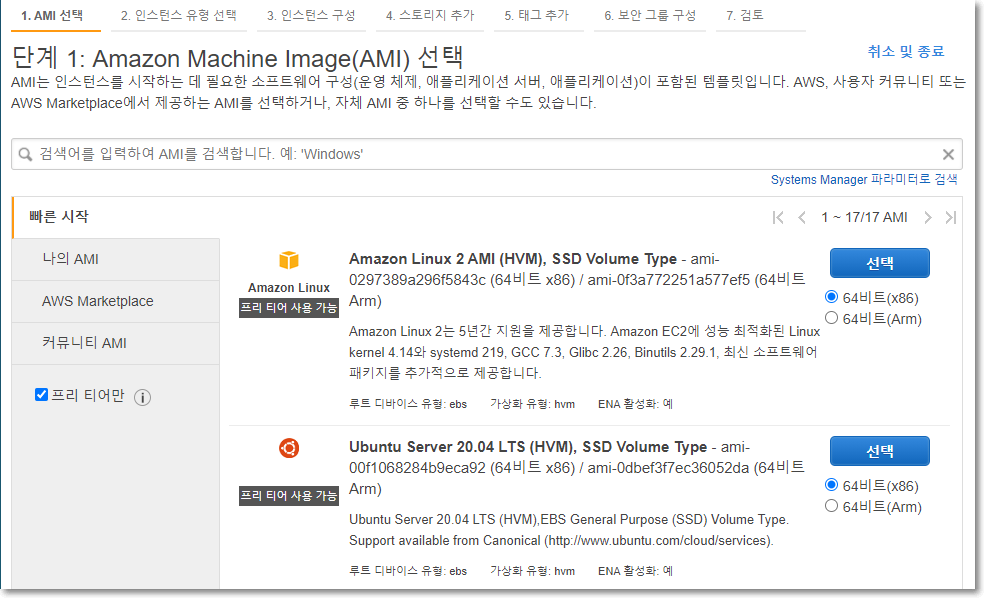 1. AMI 선택 2. 인스턴스 유형 선택 3. 인스턴스 구성 4. 스토리지 추가 5. 태그 추가 6. 보안 그룹 구성 7. 검토
단계 1: Amazon Machine Image(AMI) 선택
취소 및 종료
AMI는 인스턴스를 시작하는 데 필요한 소프트웨어 구성(운영 체제, 애플리케이션 서버, 애플리케이션)이 포함된 템플릿입니다. AWS, 사용자 커뮤니티 또는
AWS Marketplace에서 제공하는 AMI를 선택하거나, 자체 AMI 중 하나를 선택할 수도 있습니다.
검색어를 입력하여 AMI를 검색합니다. 예: 'Windows'
Systems Manager 파라미터로 검색
빠른 시작
1 ~ 17/17 AMI
나의 AMI
AWS Marketplace
커뮤니티 AMI
프리 티어만
Amazon Linux
프리 티어 사용 가능
Amazon Linux 2 AMI (HVM), SSD Volume Type - ami-
0297389a296f5843c (64비트 x86) / ami-0f3a772251a577ef5 (64비트
Arm)
Amazon Linux 2는 5년간 지원을 제공합니다. Amazon EC2에 성능 최적화된 Linux
kernel 4.14와 systemd 219, GCC 7.3, Glibc 2.26, Binutils 2.29.1, 최신 소프트웨어
패키지를 추가적으로 제공합니다.
루트 디바이스 유형: ebs 가상화 유형: hvm ENA 활성화: 예
선택
64비트(x86)
64비트(Arm)
프리 티어 사용 가능
Ubuntu Server 20.04 LTS (HVM), SSD Volume Type - ami-
00f1068284b9eca92 (64비트 x86) / ami-0dbef3f7ec36052da (64비트
Arm)
Ubuntu Server 20.04 LTS (HVM),EBS General Purpose (SSD) Volume Type.
Support available from Canonical (http://www.ubuntu.com/cloud/services).
루트 디바이스 유형: ebs 가상화 유형: hvm ENA 활성화: 예
선택
64비트(x86)
64비트(Arm)